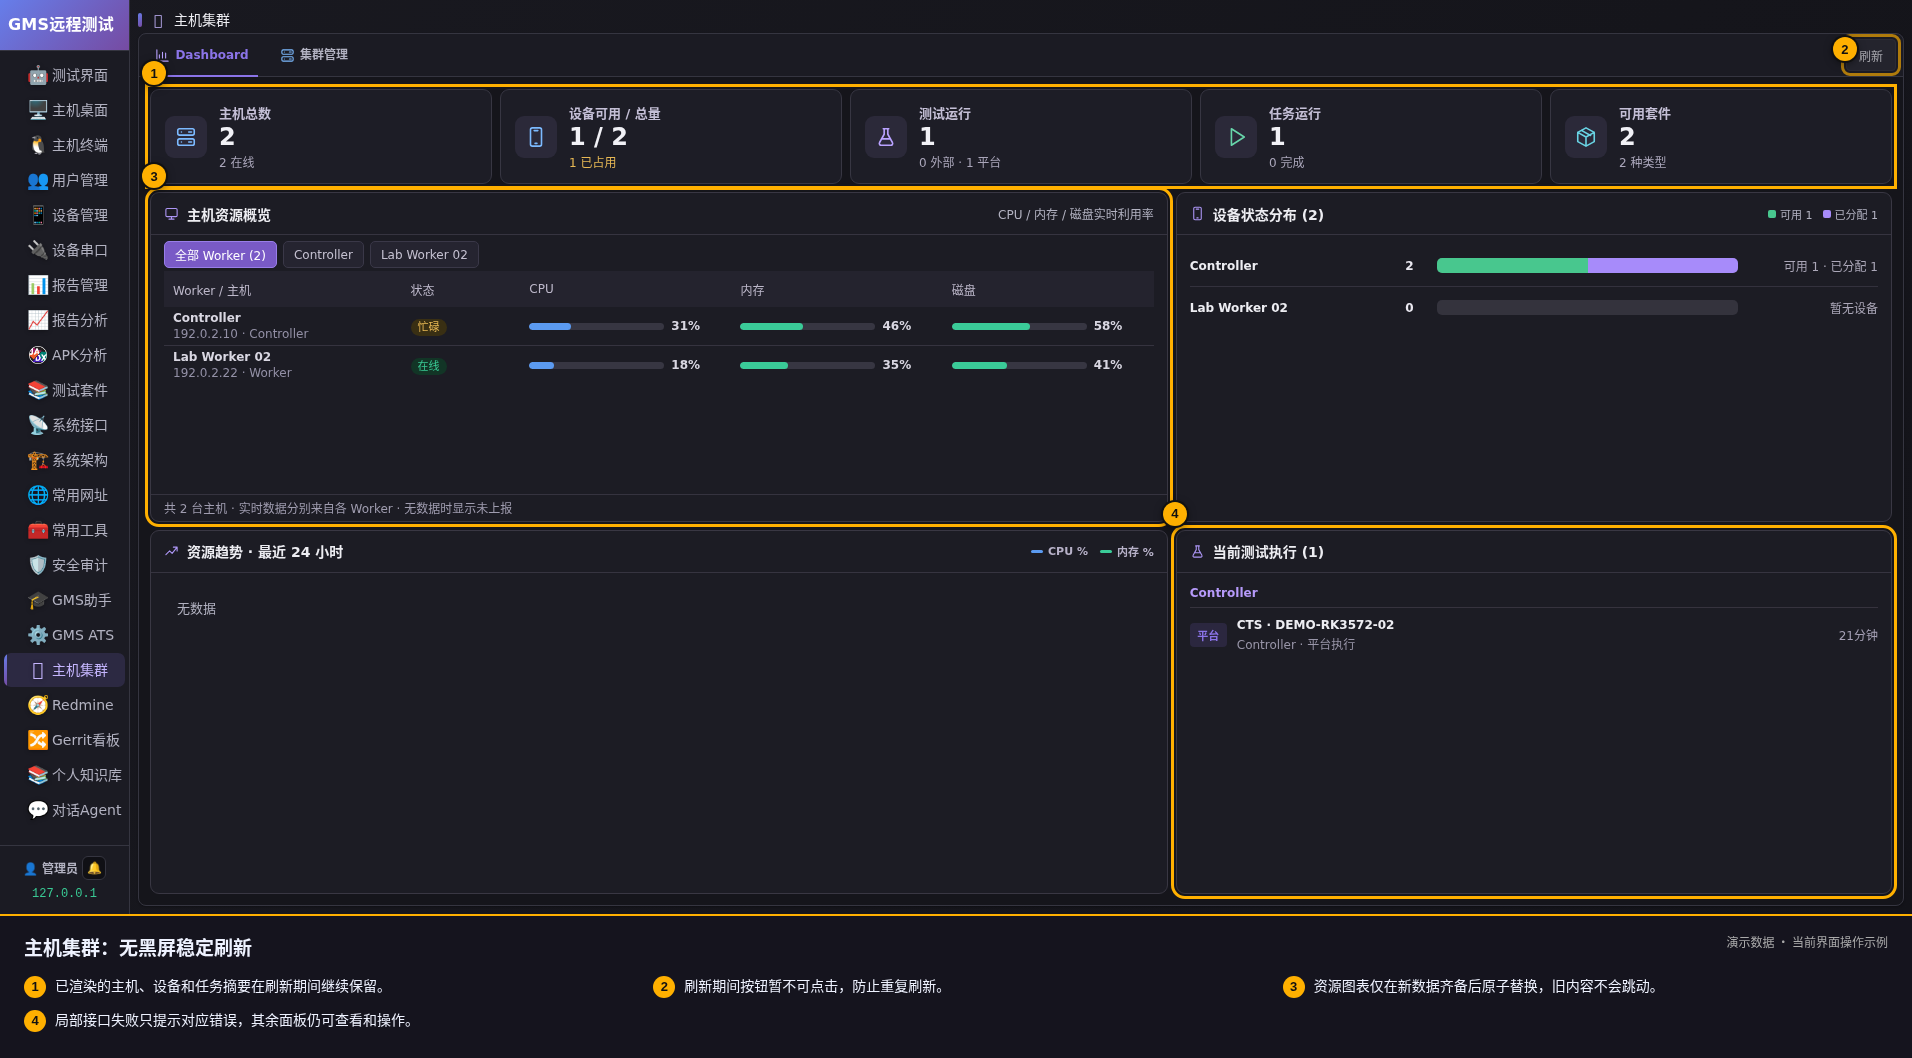 GMS远程测试
测试界面
主机桌面
主机终端
用户管理
设备管理
设备串口
报告管理
报告分析
APK分析
测试套件
系统接口
系统架构
常用网址
常用工具
安全审计
GMS助手
GMS ATS
主机集群
Redmine
Gerrit看板
个人知识库
对话Agent
管理员
127.0.0.1
主机集群
Dashboard
集群管理
2
刷新
1
主机总数
2
2 在线
设备可用 / 总量
1 / 2
1 已占用
测试运行
1
0 外部 · 1 平台
任务运行
1
0 完成
可用套件
2
2 种类型
3
主机资源概览
CPU / 内存 / 磁盘实时利用率
全部 Worker (2)
Controller
Lab Worker 02
Worker / 主机 状态 CPU 内存 磁盘
Controller
192.0.2.10 · Controller
忙碌 31% 46% 58%
Lab Worker 02
192.0.2.22 · Worker
在线 18% 35% 41%
共 2 台主机 · 实时数据分别来自各 Worker · 无数据时显示未上报
设备状态分布 (2)
可用 1 已分配 1
Controller 2 可用 1 · 已分配 1
Lab Worker 02 0 暂无设备
资源趋势 · 最近 24 小时
CPU % 内存 %
无数据
4
当前测试执行 (1)
Controller
平台
CTS · DEMO-RK3572-02
Controller · 平台执行
21分钟
主机集群：无黑屏稳定刷新
演示数据 · 当前界面操作示例
1 已渲染的主机、设备和任务摘要在刷新期间继续保留。
2 刷新期间按钮暂不可点击，防止重复刷新。
3 资源图表仅在新数据齐备后原子替换，旧内容不会跳动。
4 局部接口失败只提示对应错误，其余面板仍可查看和操作。